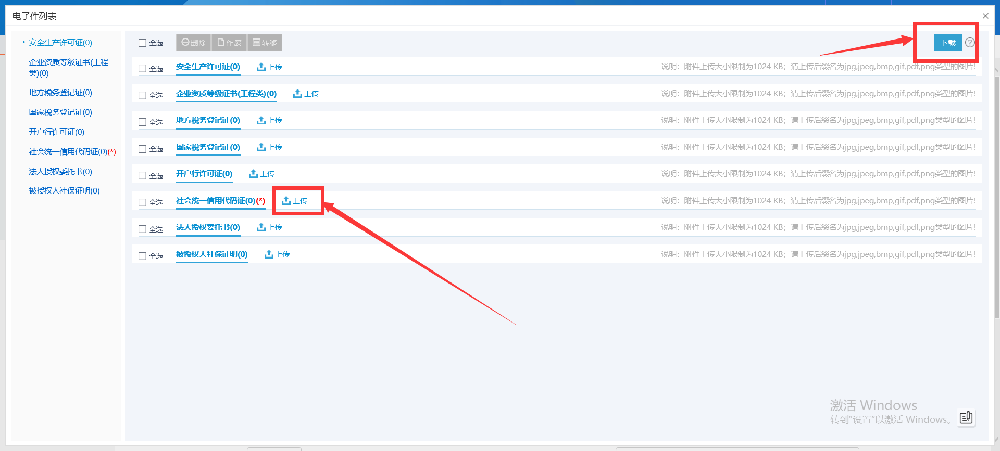 电子件列表
安全生产许可证(0)
企业资质等级证书(工程
类)(0)
地方税务登记证(0)
国家税务登记证(0)
开户行许可证(0)
社会统一信用代码证(0)(*)
法人授权委托书(0)
被授权人社保证明(0)
全选 删除 作废 转移 下载 ?
全选 安全生产许可证(0) 上传 说明：附件上传大小限制为1024 KB；请上传后缀名为jpg,jpeg,bmp,gif,pdf,png类型的图片!
全选 企业资质等级证书(工程类)(0) 上传 说明：附件上传大小限制为1024 KB；请上传后缀名为jpg,jpeg,bmp,gif,pdf,png类型的图片!
全选 地方税务登记证(0) 上传 说明：附件上传大小限制为1024 KB；请上传后缀名为jpg,jpeg,bmp,gif,pdf,png类型的图片!
全选 国家税务登记证(0) 上传 说明：附件上传大小限制为1024 KB；请上传后缀名为jpg,jpeg,bmp,gif,pdf,png类型的图片!
全选 开户行许可证(0) 上传 说明：附件上传大小限制为1024 KB；请上传后缀名为jpg,jpeg,bmp,gif,pdf,png类型的图片!
全选 社会统一信用代码证(0)(*) 上传 说明：附件上传大小限制为1024 KB；请上传后缀名为jpg,jpeg,bmp,gif,pdf,png类型的图片!
全选 法人授权委托书(0) 上传 说明：附件上传大小限制为1024 KB；请上传后缀名为jpg,jpeg,bmp,gif,pdf,png类型的图片!
全选 被授权人社保证明(0) 上传 说明：附件上传大小限制为1024 KB；请上传后缀名为jpg,jpeg,bmp,gif,pdf,png类型的图片!
激活 Windows
转到“设置”以激活 Windows。